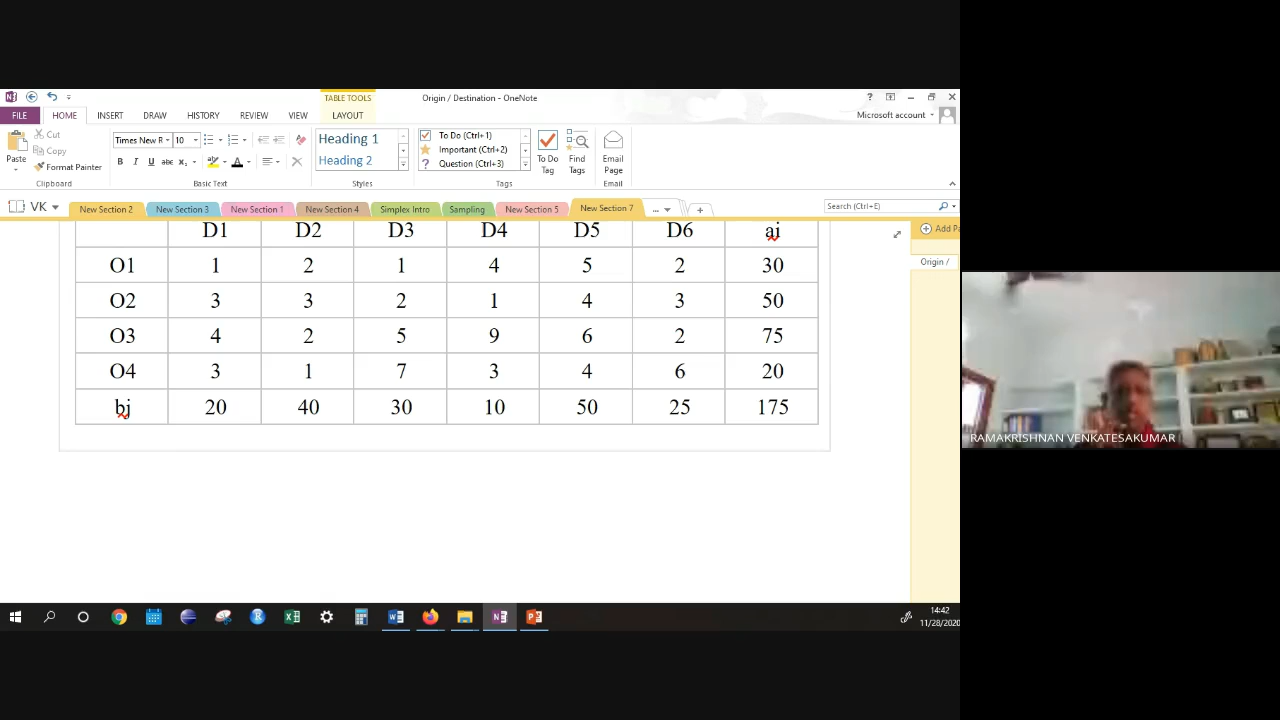 TABLE TOOLS
Origin / Destination - OneNote
?
FILE HOME INSERT DRAW HISTORY REVIEW VIEW LAYOUT
Microsoft account
Paste
Cut
Copy
Format Painter
Times New R 10
B I U abc X₂ A
Heading 1
Heading 2
To Do (Ctrl+1)
Important (Ctrl+2)
? Question (Ctrl+3)
To Do Tag
Find Tags
Email Page
Clipboard Basic Text Styles Tags Email
VK New Section 2 New Section 3 New Section 1 New Section 4 Simplex Intro Sampling New Section 5 New Section 7 ... +
Search (Ctrl+E)
Add Pa
Origin /
D1 D2 D3 D4 D5 D6 ai
O1 1 2 1 4 5 2 30
O2 3 3 2 1 4 3 50
O3 4 2 5 9 6 2 75
O4 3 1 7 3 4 6 20
bj 20 40 30 10 50 25 175
RAMAKRISHNAN VENKATESAKUMAR
14:42
11/28/2020